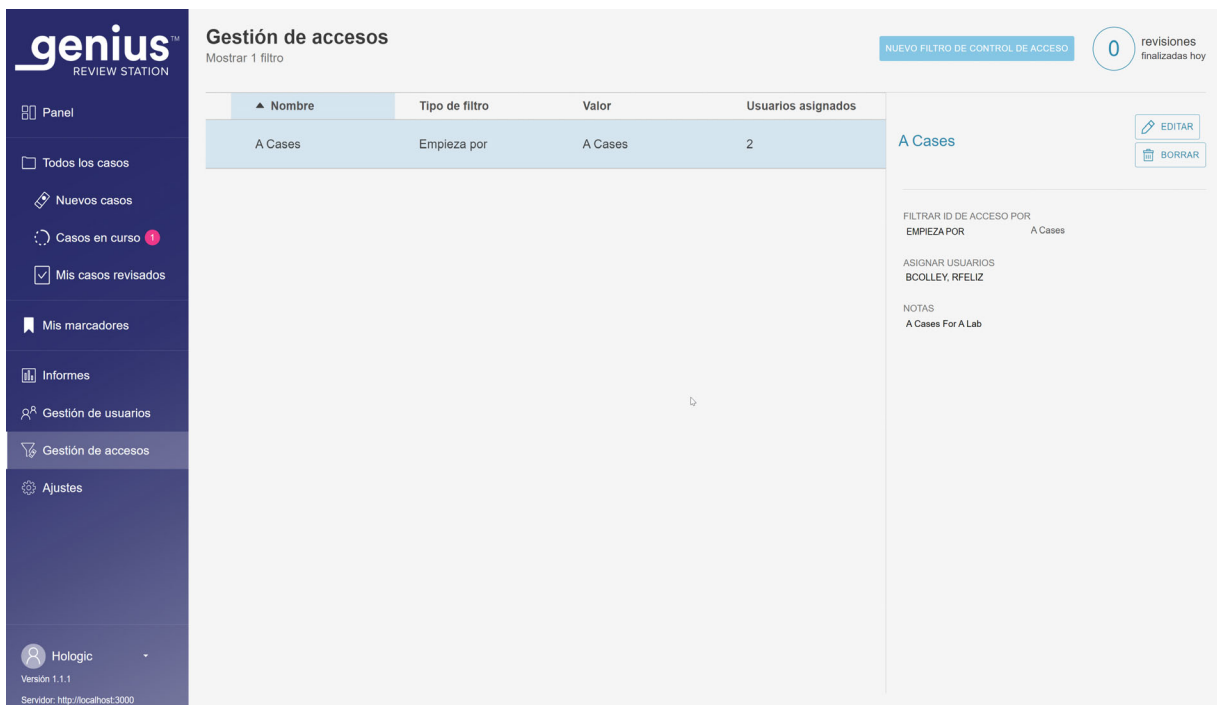 genius™
REVIEW STATION
Panel
Todos los casos
Nuevos casos
Casos en curso 1
Mis casos revisados
Mis marcadores
Informes
Gestión de usuarios
Gestión de accesos
Ajustes
Hologic
Versión 1.1.1
Servidor: http://localhost:3000
Gestión de accesos
Mostrar 1 filtro
NUEVO FILTRO DE CONTROL DE ACCESO
0
revisiones
finalizadas hoy
Nombre Tipo de filtro Valor Usuarios asignados
A Cases Empieza por A Cases 2
A Cases
EDITAR
BORRAR
FILTRAR ID DE ACCESO POR
EMPIEZA POR A Cases
ASIGNAR USUARIOS
BCOLLEY, RFELIZ
NOTAS
A Cases For A Lab